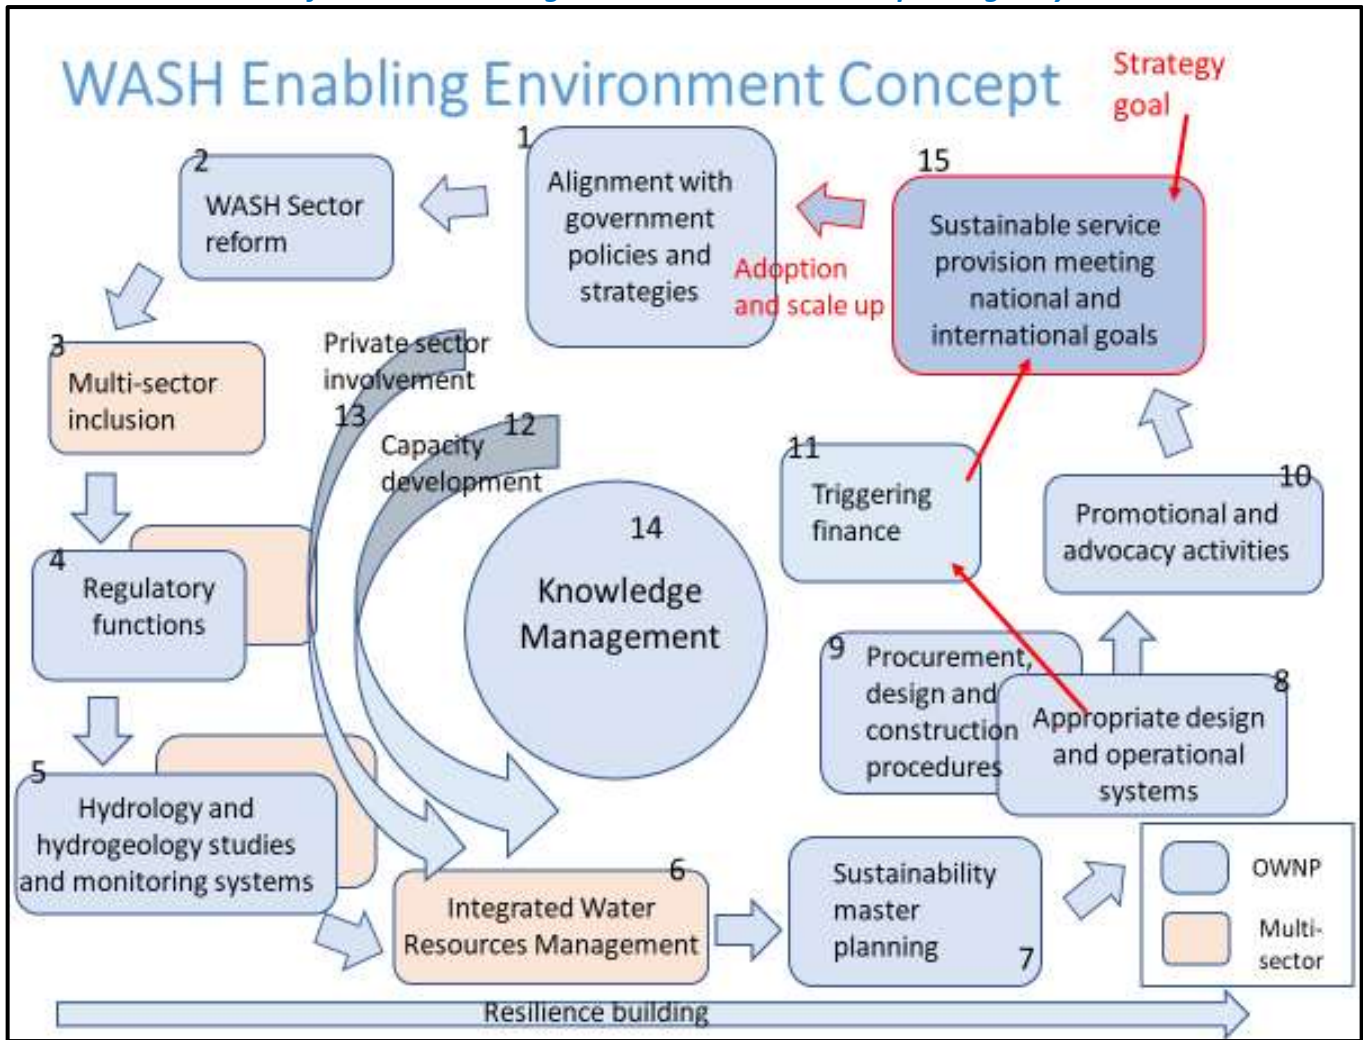 WASH Enabling Environment Concept
Strategy
goal
1
Alignment with
government
policies and
strategies
2
WASH Sector
reform
15
Sustainable service
provision meeting
national and
international goals
Adoption
and scale up
3
Multi-sector
inclusion
Private sector
involvement
13
12
Capacity
development
4
Regulatory
functions
14
Knowledge
Management
11
Triggering
finance
10
Promotional and
advocacy activities
9
Procurement,
design and
construction
procedures
8
Appropriate design
and operational
systems
5
Hydrology and
hydrogeology studies
and monitoring systems
6
Integrated Water
Resources Management
Sustainability
master
planning
7
OWNP
Multi-
sector
Resilience building